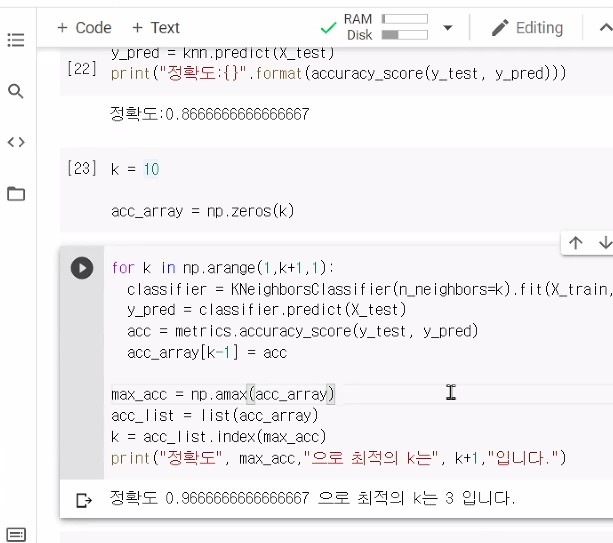 + Code + Text
RAM
Disk
Editing
y_pred = knn.predict(X_test)
[22]
print("정확도:{}".format(accuracy_score(y_test, y_pred)))
정확도:0.8666666666666667
[23] k = 10
acc_array = np.zeros(k)
for k in np.arange(1,k+1,1):
classifier = KNeighborsClassifier(n_neighbors=k).fit(X_train,
y_pred = classifier.predict(X_test)
acc = metrics.accuracy_score(y_test, y_pred)
acc_array[k-1] = acc
max_acc = np.amax(acc_array)
acc_list = list(acc_array)
k = acc_list.index(max_acc)
print("정확도", max_acc,"으로 최적의 k는", k+1,"입니다.")
정확도 0.9666666666666667 으로 최적의 k는 3 입니다.